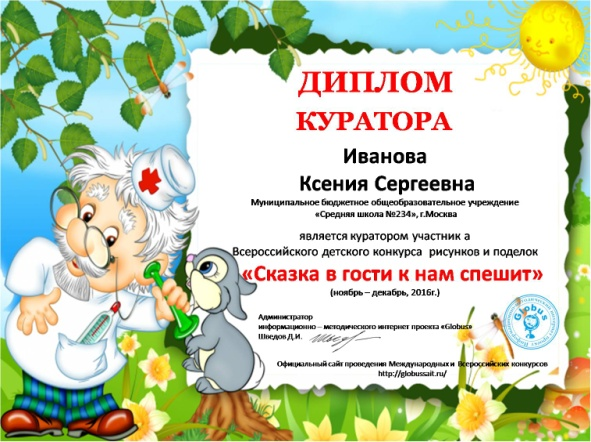 ДИПЛОМ
КУРАТОРА
Иванова
Ксения Сергеевна
Муниципальное бюджетное общеобразовательное учреждение
«Средняя школа №234», г.Москва
является куратором участник а
Всероссийского детского конкурса рисунков и поделок
«Сказка в гости к нам спешит»
(ноябрь – декабрь, 2016г.)
Администратор
информационно – методического интернет проекта «Globus»
Шведов Д.И.
Globus
Официальный сайт проведения Международных и Всероссийских конкурсов
http://globussait.ru/